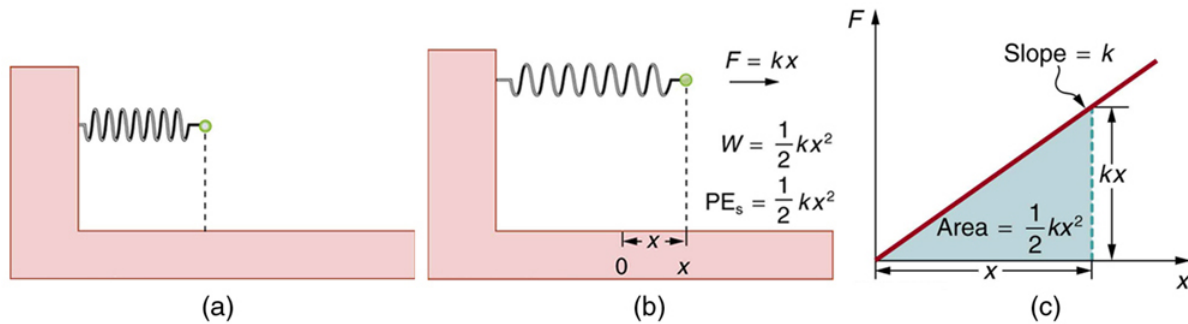 (a)
F = kx
W = 1/2 kx²
PEₛ = 1/2 kx²
x
0 x
(b)
F
Slope = k
kx
Area = 1/2 kx²
x
x
(c)